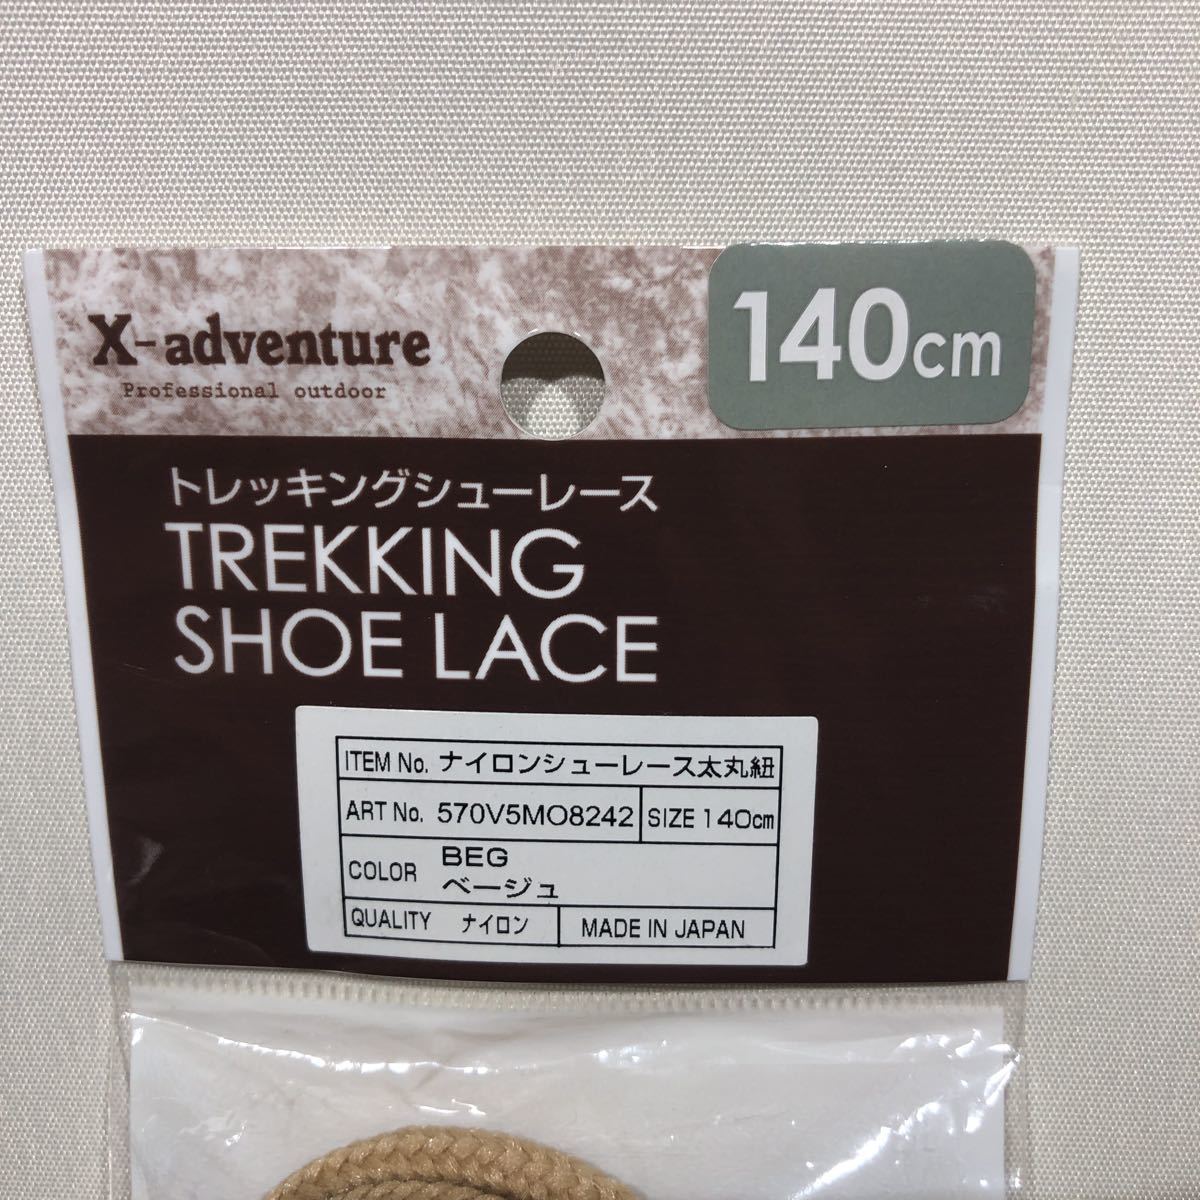 X-adventure
Professional outdoor
140cm
トレッキングシューレース
TREKKING
SHOE LACE
ITEM No. ナイロンシューレース太丸紐
ART No. 570V5MO8242 SIZE 140cm
COLOR BEG
ベージュ
QUALITY ナイロン MADE IN JAPAN